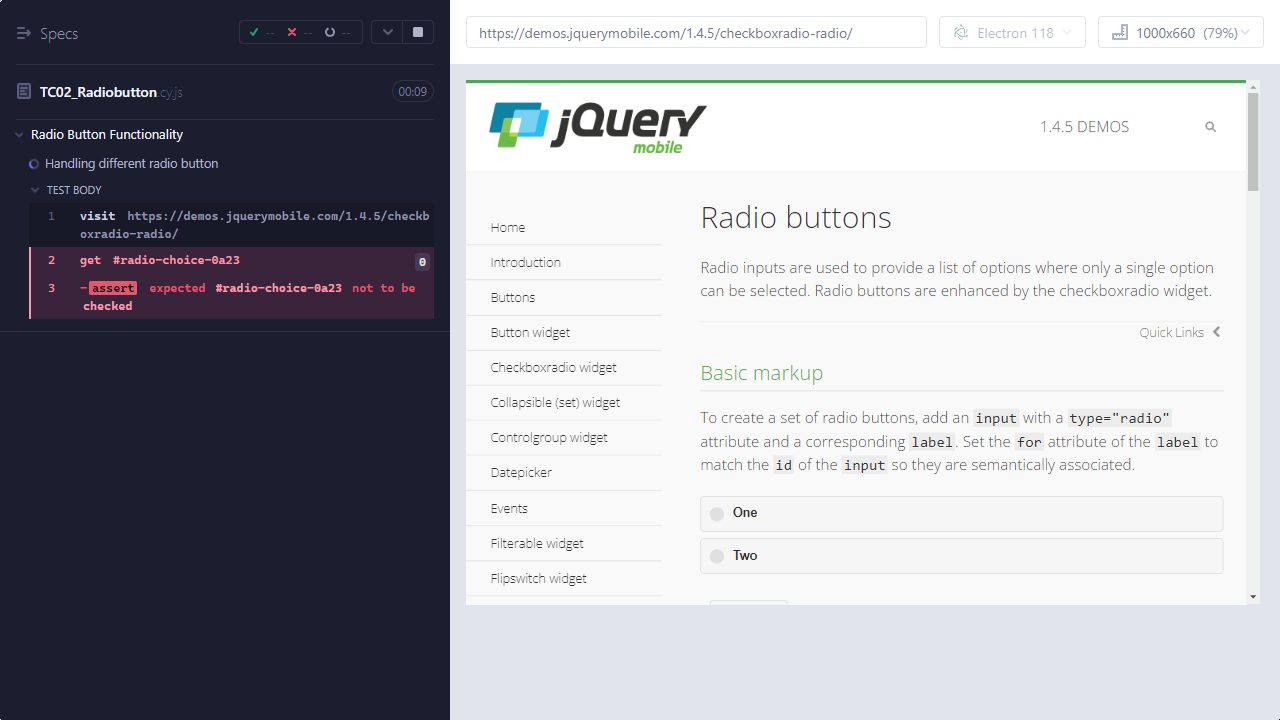 Specs
--
--
--
TC02_Radiobutton.cy.js
00:09
Radio Button Functionality
Handling different radio button
TEST BODY
1 visit https://demos.jquerymobile.com/1.4.5/checkb
oxradio-radio/
2 get #radio-choice-0a23 0
3 -assert expected #radio-choice-0a23 not to be
checked
https://demos.jquerymobile.com/1.4.5/checkboxradio-radio/
Electron 118
1000x660 (79%)
jQuery
mobile
1.4.5 DEMOS
Home
Introduction
Buttons
Button widget
Checkboxradio widget
Collapsible (set) widget
Controlgroup widget
Datepicker
Events
Filterable widget
Flipswitch widget
Radio buttons
Radio inputs are used to provide a list of options where only a single option
can be selected. Radio buttons are enhanced by the checkboxradio widget.
Quick Links
Basic markup
To create a set of radio buttons, add an input with a type="radio"
attribute and a corresponding label. Set the for attribute of the label to
match the id of the input so they are semantically associated.
One
Two